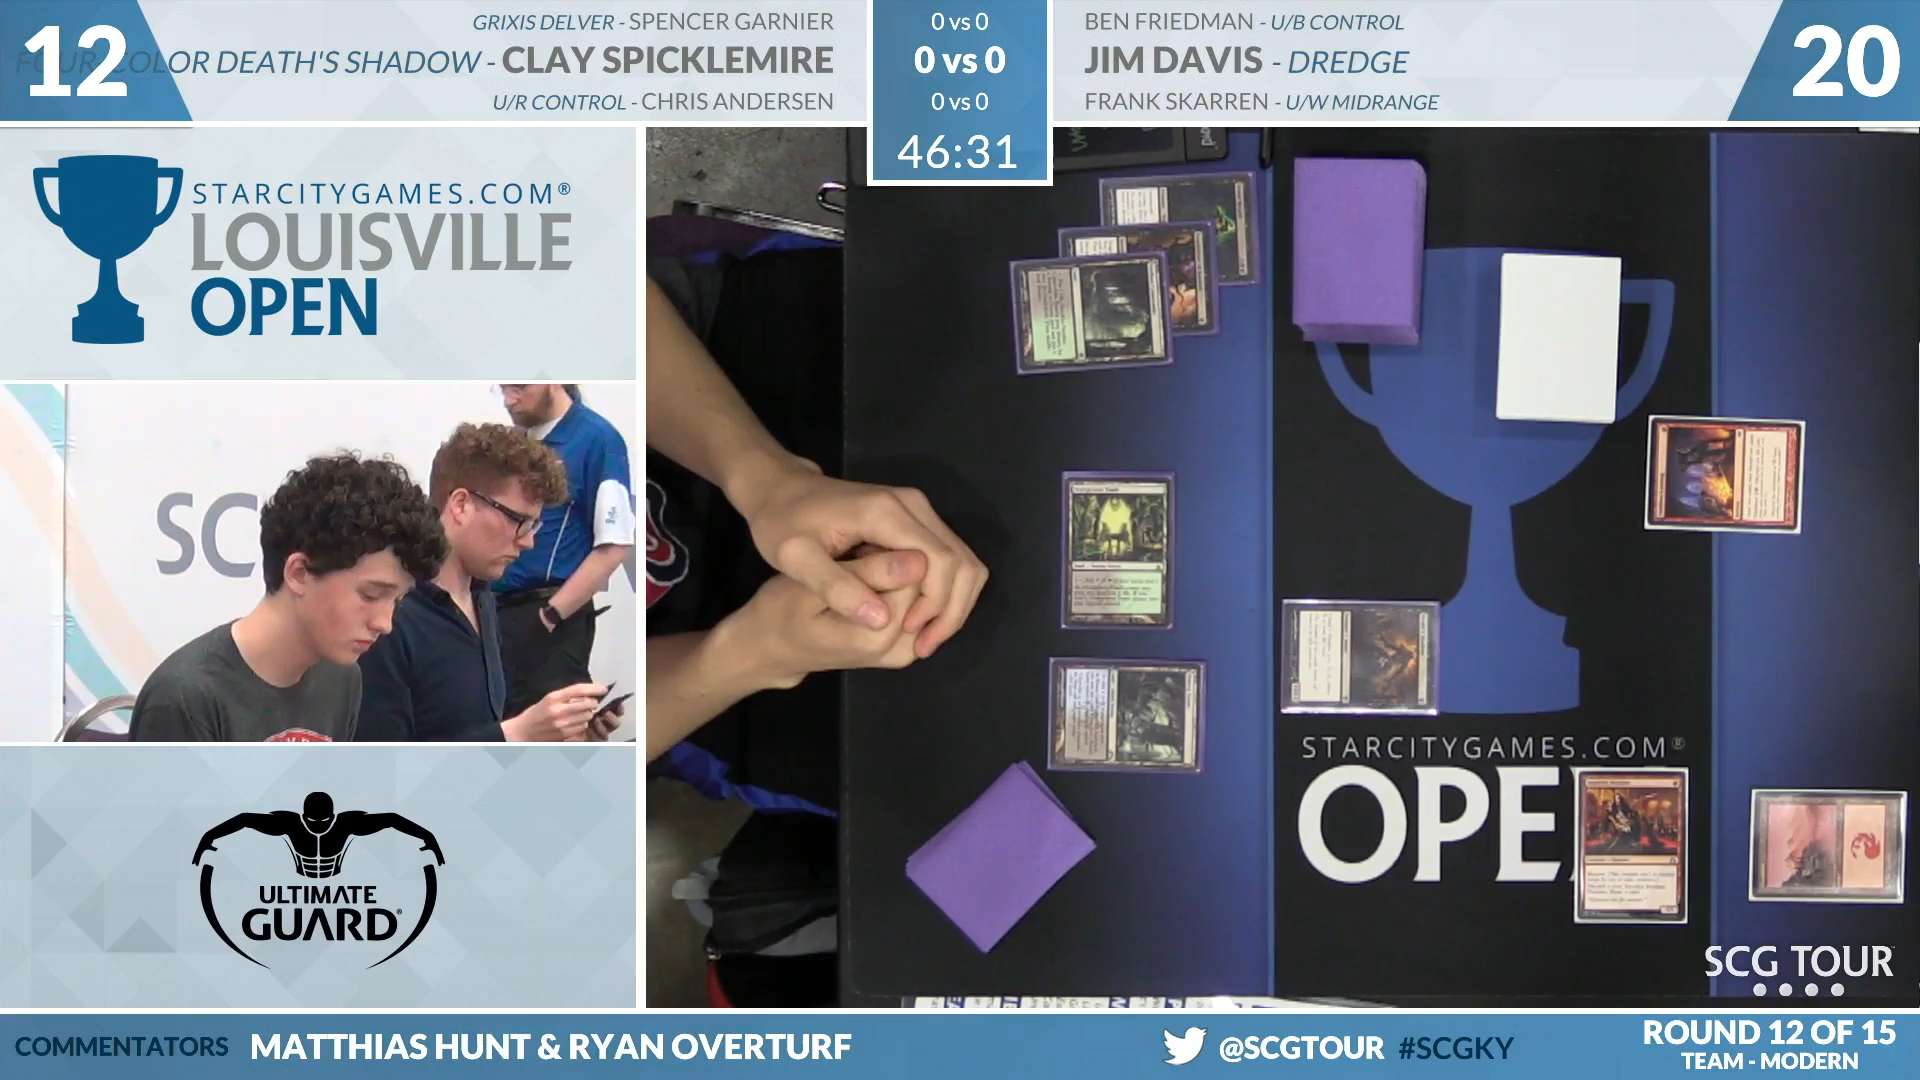 12
GRIXIS DELVER - SPENCER GARNIER
FOUR-COLOR DEATH'S SHADOW - CLAY SPICKLEMIRE
U/R CONTROL - CHRIS ANDERSEN
0 vs 0
0 vs 0
0 vs 0
46:31
BEN FRIEDMAN - U/B CONTROL
JIM DAVIS - DREDGE
FRANK SKARREN - U/W MIDRANGE
20
STARCITYGAMES.COM®
LOUISVILLE
OPEN
SC
ULTIMATE
GUARD®
STARCITYGAMES.COM®
OPE
SCG TOUR
COMMENTATORS MATTHIAS HUNT & RYAN OVERTURF
@SCGTOUR #SCGKY
ROUND 12 OF 15
TEAM - MODERN